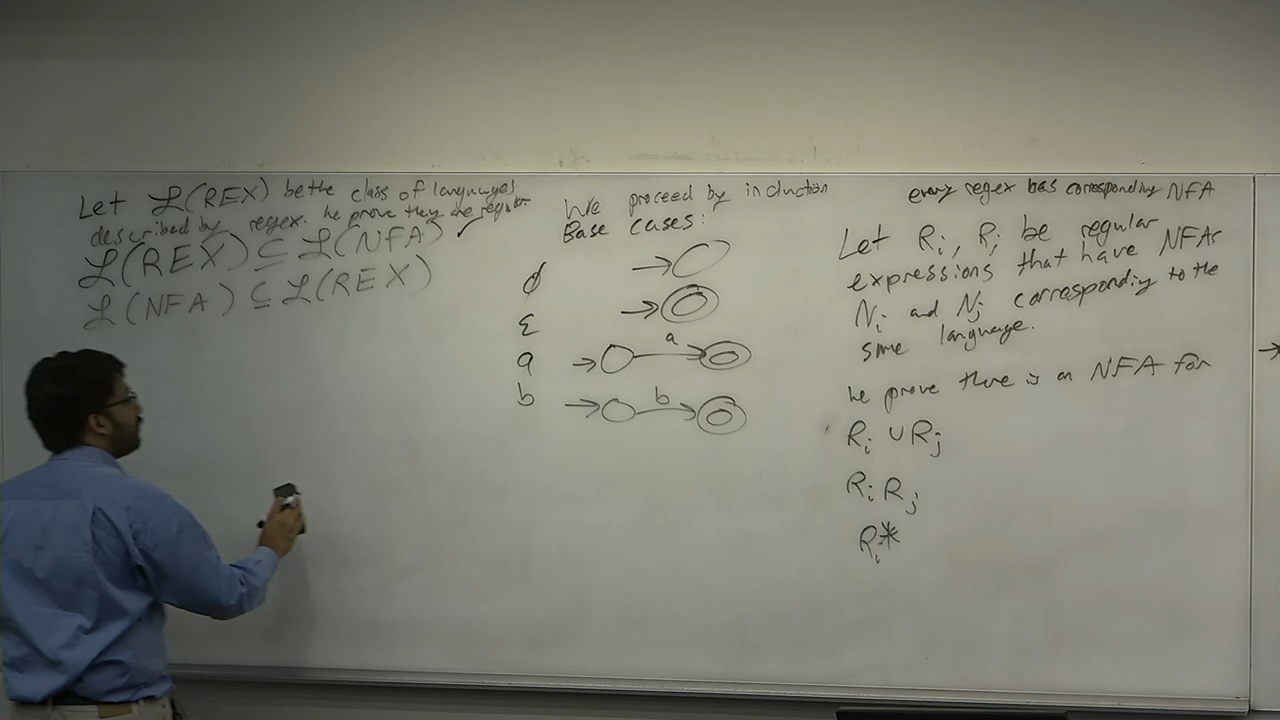 Let ℒ(REX) be the class of languages
described by regex. We prove they are regular
ℒ(REX) ⊆ ℒ(NFA) ✓
ℒ(NFA) ⊆ ℒ(REX)
We proceed by induction
Base cases:
ϕ
ε
a
a
b
b
every regex has corresponding NFA
Let Ri, Rj be regular
expressions that have NFAs
Ni and Nj corresponding to the
same language.
We prove there is an NFA for
Ri ∪ Rj
Ri Rj
Ri*